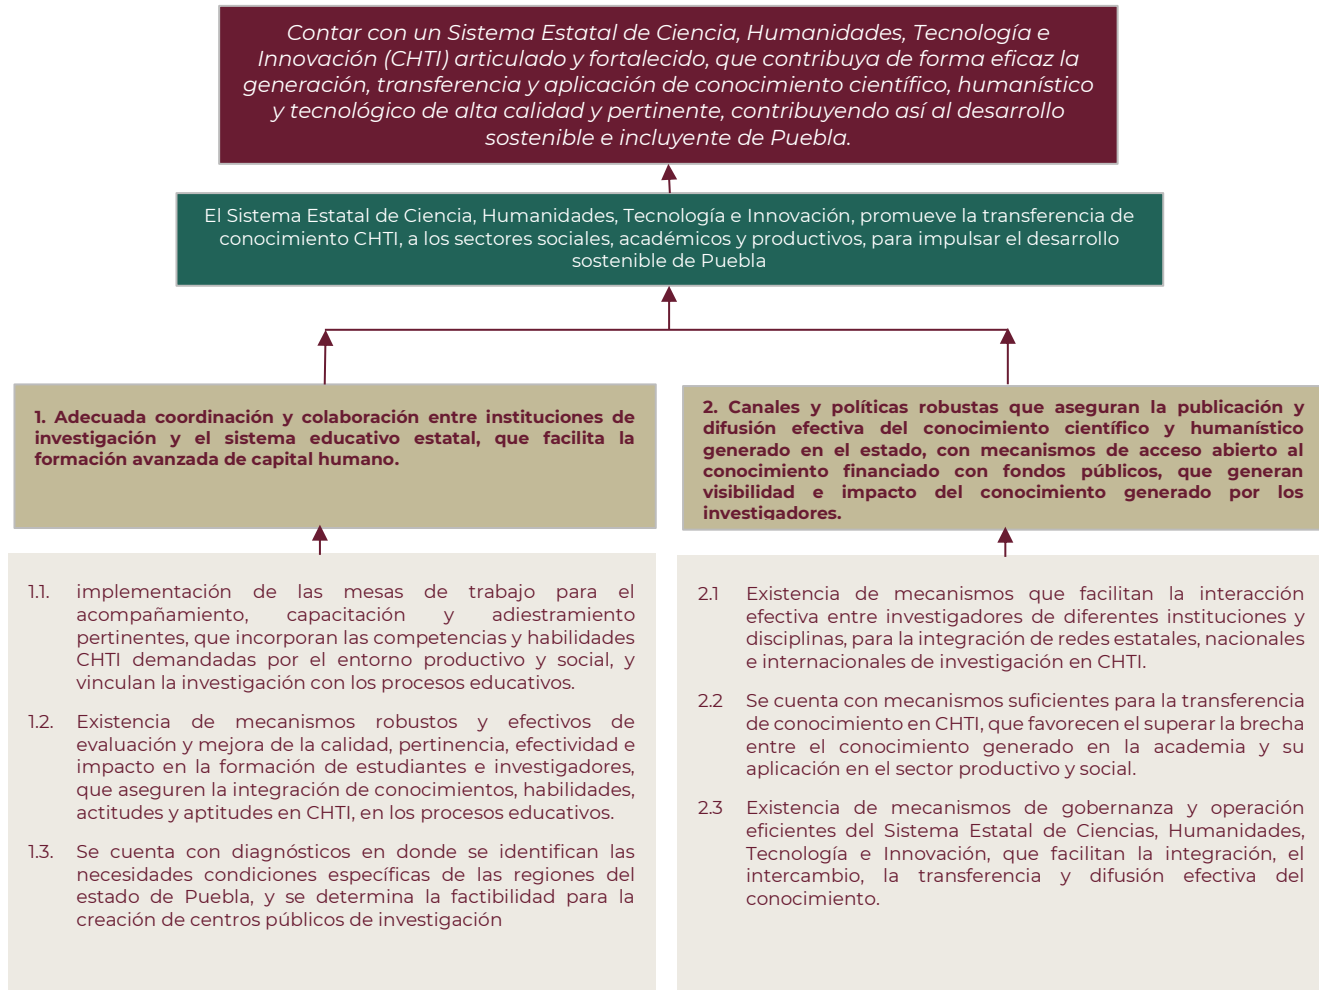 Contar con un Sistema Estatal de Ciencia, Humanidades, Tecnología e
Innovación (CHTI) articulado y fortalecido, que contribuya de forma eficaz la
generación, transferencia y aplicación de conocimiento científico, humanístico
y tecnológico de alta calidad y pertinente, contribuyendo así al desarrollo
sostenible e incluyente de Puebla.
El Sistema Estatal de Ciencia, Humanidades, Tecnología e Innovación, promueve la transferencia de
conocimiento CHTI, a los sectores sociales, académicos y productivos, para impulsar el desarrollo
sostenible de Puebla
1. Adecuada coordinación y colaboración entre instituciones de
investigación y el sistema educativo estatal, que facilita la
formación avanzada de capital humano.
2. Canales y políticas robustas que aseguran la publicación y
difusión efectiva del conocimiento científico y humanístico
generado en el estado, con mecanismos de acceso abierto al
conocimiento financiado con fondos públicos, que generan
visibilidad e impacto del conocimiento generado por los
investigadores.
1.1. implementación de las mesas de trabajo para el
acompañamiento, capacitación y adiestramiento
pertinentes, que incorporan las competencias y habilidades
CHTI demandadas por el entorno productivo y social, y
vinculan la investigación con los procesos educativos.
1.2. Existencia de mecanismos robustos y efectivos de
evaluación y mejora de la calidad, pertinencia, efectividad e
impacto en la formación de estudiantes e investigadores,
que aseguren la integración de conocimientos, habilidades,
actitudes y aptitudes en CHTI, en los procesos educativos.
1.3. Se cuenta con diagnósticos en donde se identifican las
necesidades condiciones específicas de las regiones del
estado de Puebla, y se determina la factibilidad para la
creación de centros públicos de investigación
2.1 Existencia de mecanismos que facilitan la interacción
efectiva entre investigadores de diferentes instituciones y
disciplinas, para la integración de redes estatales, nacionales
e internacionales de investigación en CHTI.
2.2 Se cuenta con mecanismos suficientes para la transferencia
de conocimiento en CHTI, que favorecen el superar la brecha
entre el conocimiento generado en la academia y su
aplicación en el sector productivo y social.
2.3 Existencia de mecanismos de gobernanza y operación
eficientes del Sistema Estatal de Ciencias, Humanidades,
Tecnología e Innovación, que facilitan la integración, el
intercambio, la transferencia y difusión efectiva del
conocimiento.